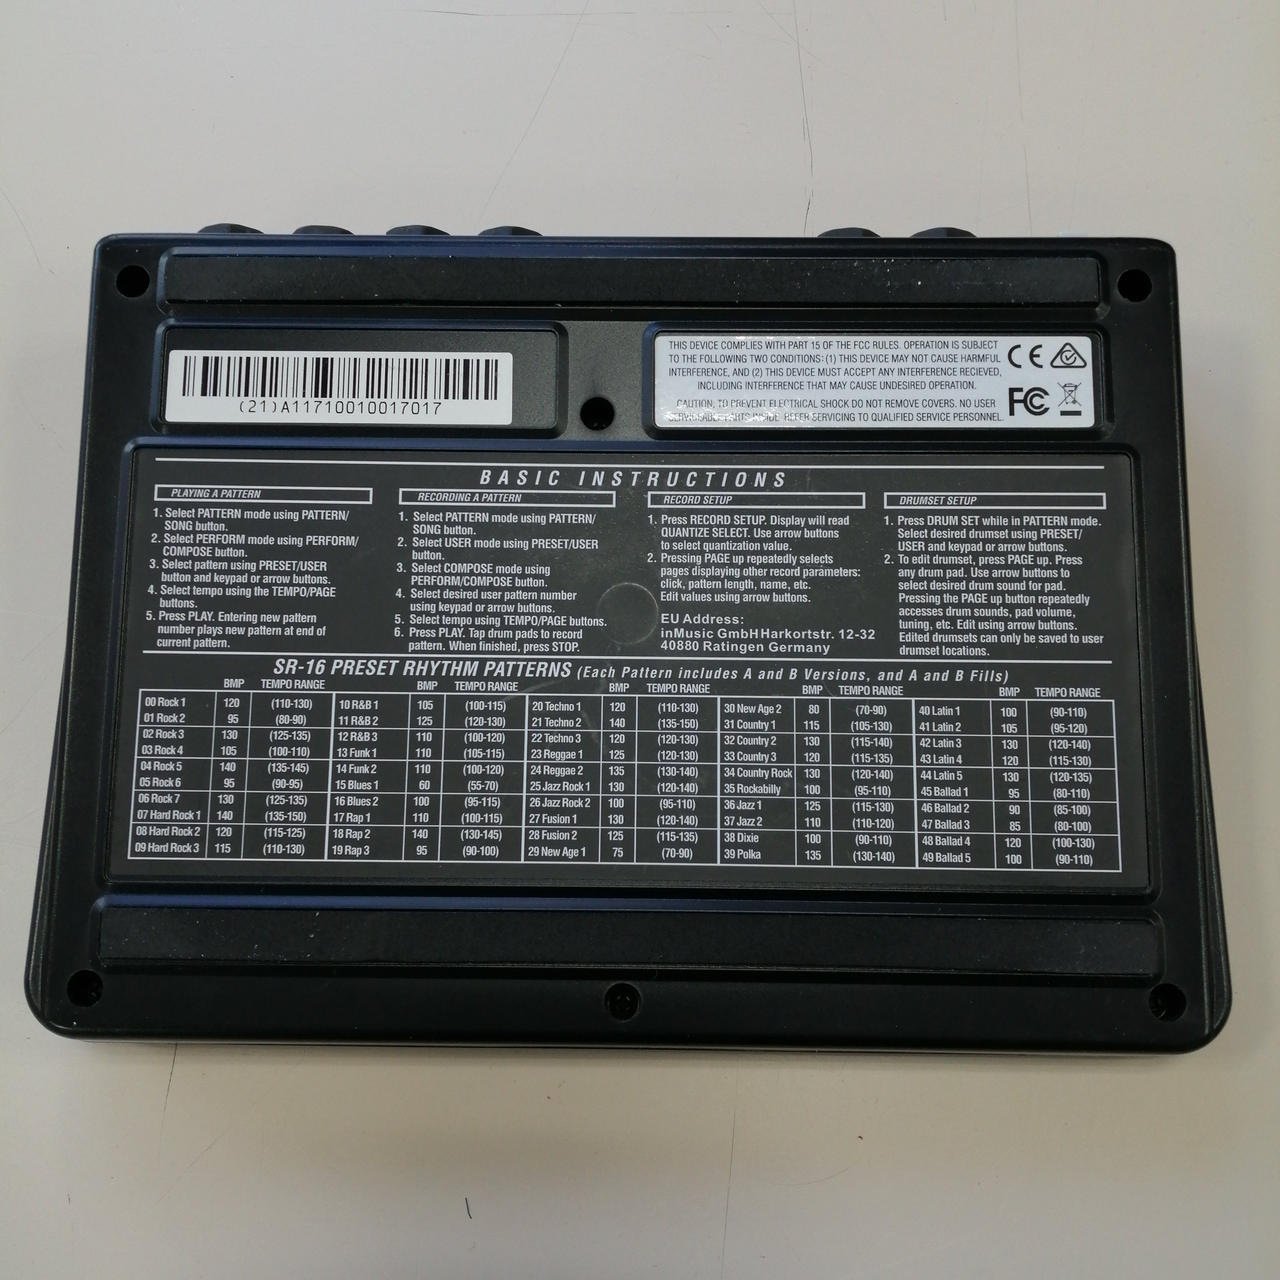 (21)A11710010017017
THIS DEVICE COMPLIES WITH PART 15 OF THE FCC RULES. OPERATION IS SUBJECT
TO THE FOLLOWING TWO CONDITIONS: (1) THIS DEVICE MAY NOT CAUSE HARMFUL
INTERFERENCE, AND (2) THIS DEVICE MUST ACCEPT ANY INTERFERENCE RECIEVED,
INCLUDING INTERFERENCE THAT MAY CAUSE UNDESIRED OPERATION.
CAUTION: TO PREVENT ELECTRICAL SHOCK DO NOT REMOVE COVERS. NO USER
SERVICEABLE PARTS INSIDE. REFER SERVICING TO QUALIFIED SERVICE PERSONNEL.
CE
FC
BASIC INSTRUCTIONS
PLAYING A PATTERN
1. Select PATTERN mode using PATTERN/
SONG button.
2. Select PERFORM mode using PERFORM/
COMPOSE button.
3. Select pattern using PRESET/USER
button and keypad or arrow buttons.
4. Select tempo using the TEMPO/PAGE
buttons.
5. Press PLAY. Entering new pattern
number plays new pattern at end of
current pattern.
RECORDING A PATTERN
1. Select PATTERN mode using PATTERN/
SONG button.
2. Select USER mode using PRESET/USER
button.
3. Select COMPOSE mode using
PERFORM/COMPOSE button.
4. Select desired user pattern number
using keypad or arrow buttons.
5. Select tempo using TEMPO/PAGE buttons.
6. Press PLAY. Tap drum pads to record
pattern. When finished, press STOP.
RECORD SETUP
1. Press RECORD SETUP. Display will read
QUANTIZE SELECT. Use arrow buttons
to select quantization value.
2. Pressing PAGE up repeatedly selects
pages displaying other record parameters:
click, pattern length, name, etc.
Edit values using arrow buttons.
EU Address:
inMusic GmbH Harkortstr. 12-32
40880 Ratingen Germany
DRUMSET SETUP
1. Press DRUM SET while in PATTERN mode.
Select desired drumset using PRESET/
USER and keypad or arrow buttons.
2. To edit drumset, press PAGE up. Press
any drum pad. Use arrow buttons to
select desired drum sound for pad.
Pressing the PAGE up button repeatedly
accesses drum sounds, pad volume,
tuning, etc. Edit using arrow buttons.
Edited drumsets can only be saved to user
drumset locations.
SR-16 PRESET RHYTHM PATTERNS (Each Pattern includes A and B Versions, and A and B Fills)
BMP TEMPO RANGE BMP TEMPO RANGE BMP TEMPO RANGE BMP TEMPO RANGE BMP TEMPO RANGE
00 Rock 1 120 (110-130) 10 R&B 1 105 (100-115) 20 Techno 1 120 (110-130) 30 New Age 2 80 (70-90) 40 Latin 1 100 (90-110)
01 Rock 2 95 (80-90) 11 R&B 2 125 (120-130) 21 Techno 2 140 (135-150) 31 Country 1 115 (105-130) 41 Latin 2 105 (95-120)
02 Rock 3 130 (125-135) 12 R&B 3 110 (100-120) 22 Techno 3 120 (120-130) 32 Country 2 130 (115-140) 42 Latin 3 130 (120-140)
03 Rock 4 105 (100-110) 13 Funk 1 110 (105-115) 23 Reggae 1 125 (120-130) 33 Country 3 120 (115-135) 43 Latin 4 120 (115-130)
04 Rock 5 140 (135-145) 14 Funk 2 110 (100-120) 24 Reggae 2 135 (130-140) 34 Country Rock 130 (120-140) 44 Latin 5 130 (120-135)
05 Rock 6 95 (90-95) 15 Blues 1 60 (55-70) 25 Jazz Rock 1 130 (120-140) 35 Rockabilly 100 (95-110) 45 Ballad 1 95 (80-110)
06 Rock 7 130 (125-135) 16 Blues 2 100 (95-115) 26 Jazz Rock 2 100 (95-110) 36 Jazz 1 125 (115-130) 46 Ballad 2 90 (85-100)
07 Hard Rock 1 140 (135-150) 17 Rap 1 110 (100-115) 27 Fusion 1 130 (120-140) 37 Jazz 2 110 (110-120) 47 Ballad 3 85 (80-100)
08 Hard Rock 2 120 (115-125) 18 Rap 2 140 (130-145) 28 Fusion 2 125 (115-135) 38 Dixie 100 (90-110) 48 Ballad 4 120 (100-130)
09 Hard Rock 3 115 (110-130) 19 Rap 3 95 (90-100) 29 New Age 1 75 (70-90) 39 Polka 135 (130-140) 49 Ballad 5 100 (90-110)